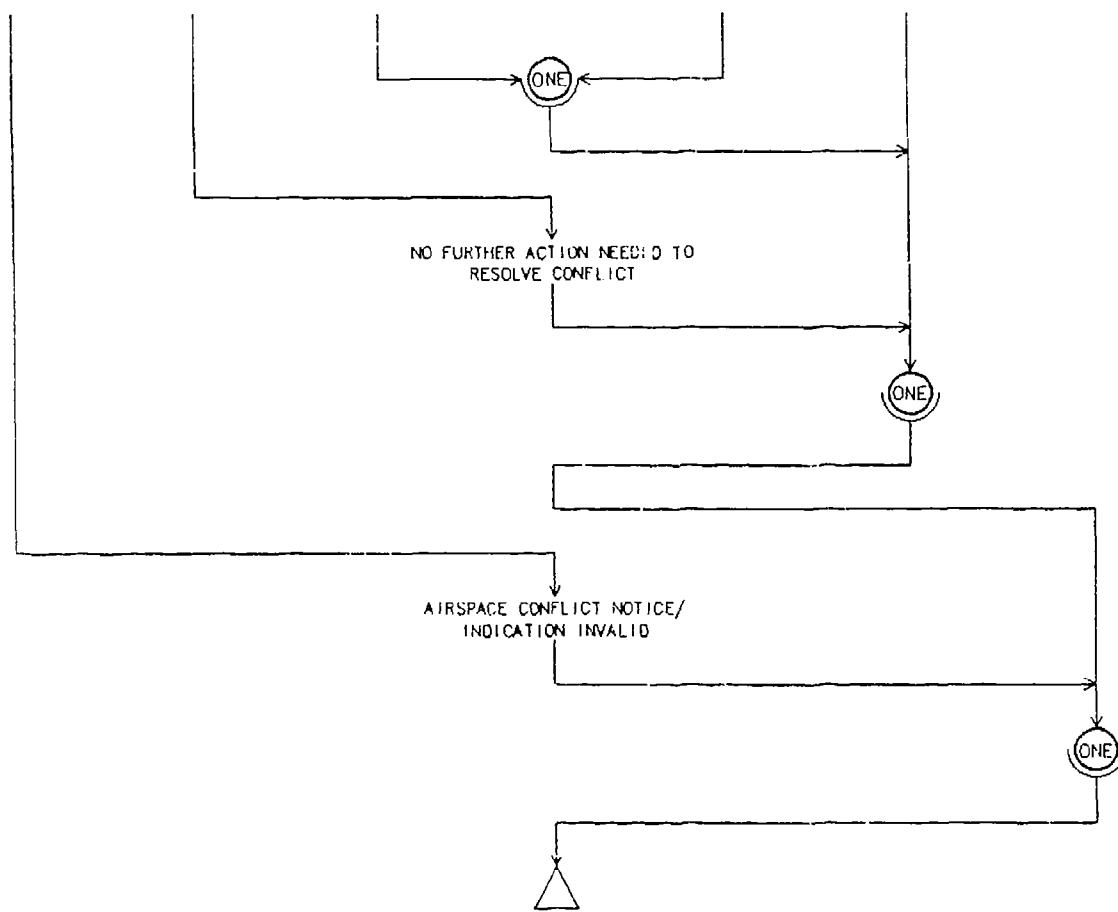 ONE
NO FURTHER ACTION NEEDED TO
RESOLVE CONFLICT
ONE
AIRSPACE CONFLICT NOTICE/
INDICATION INVALID
ONE